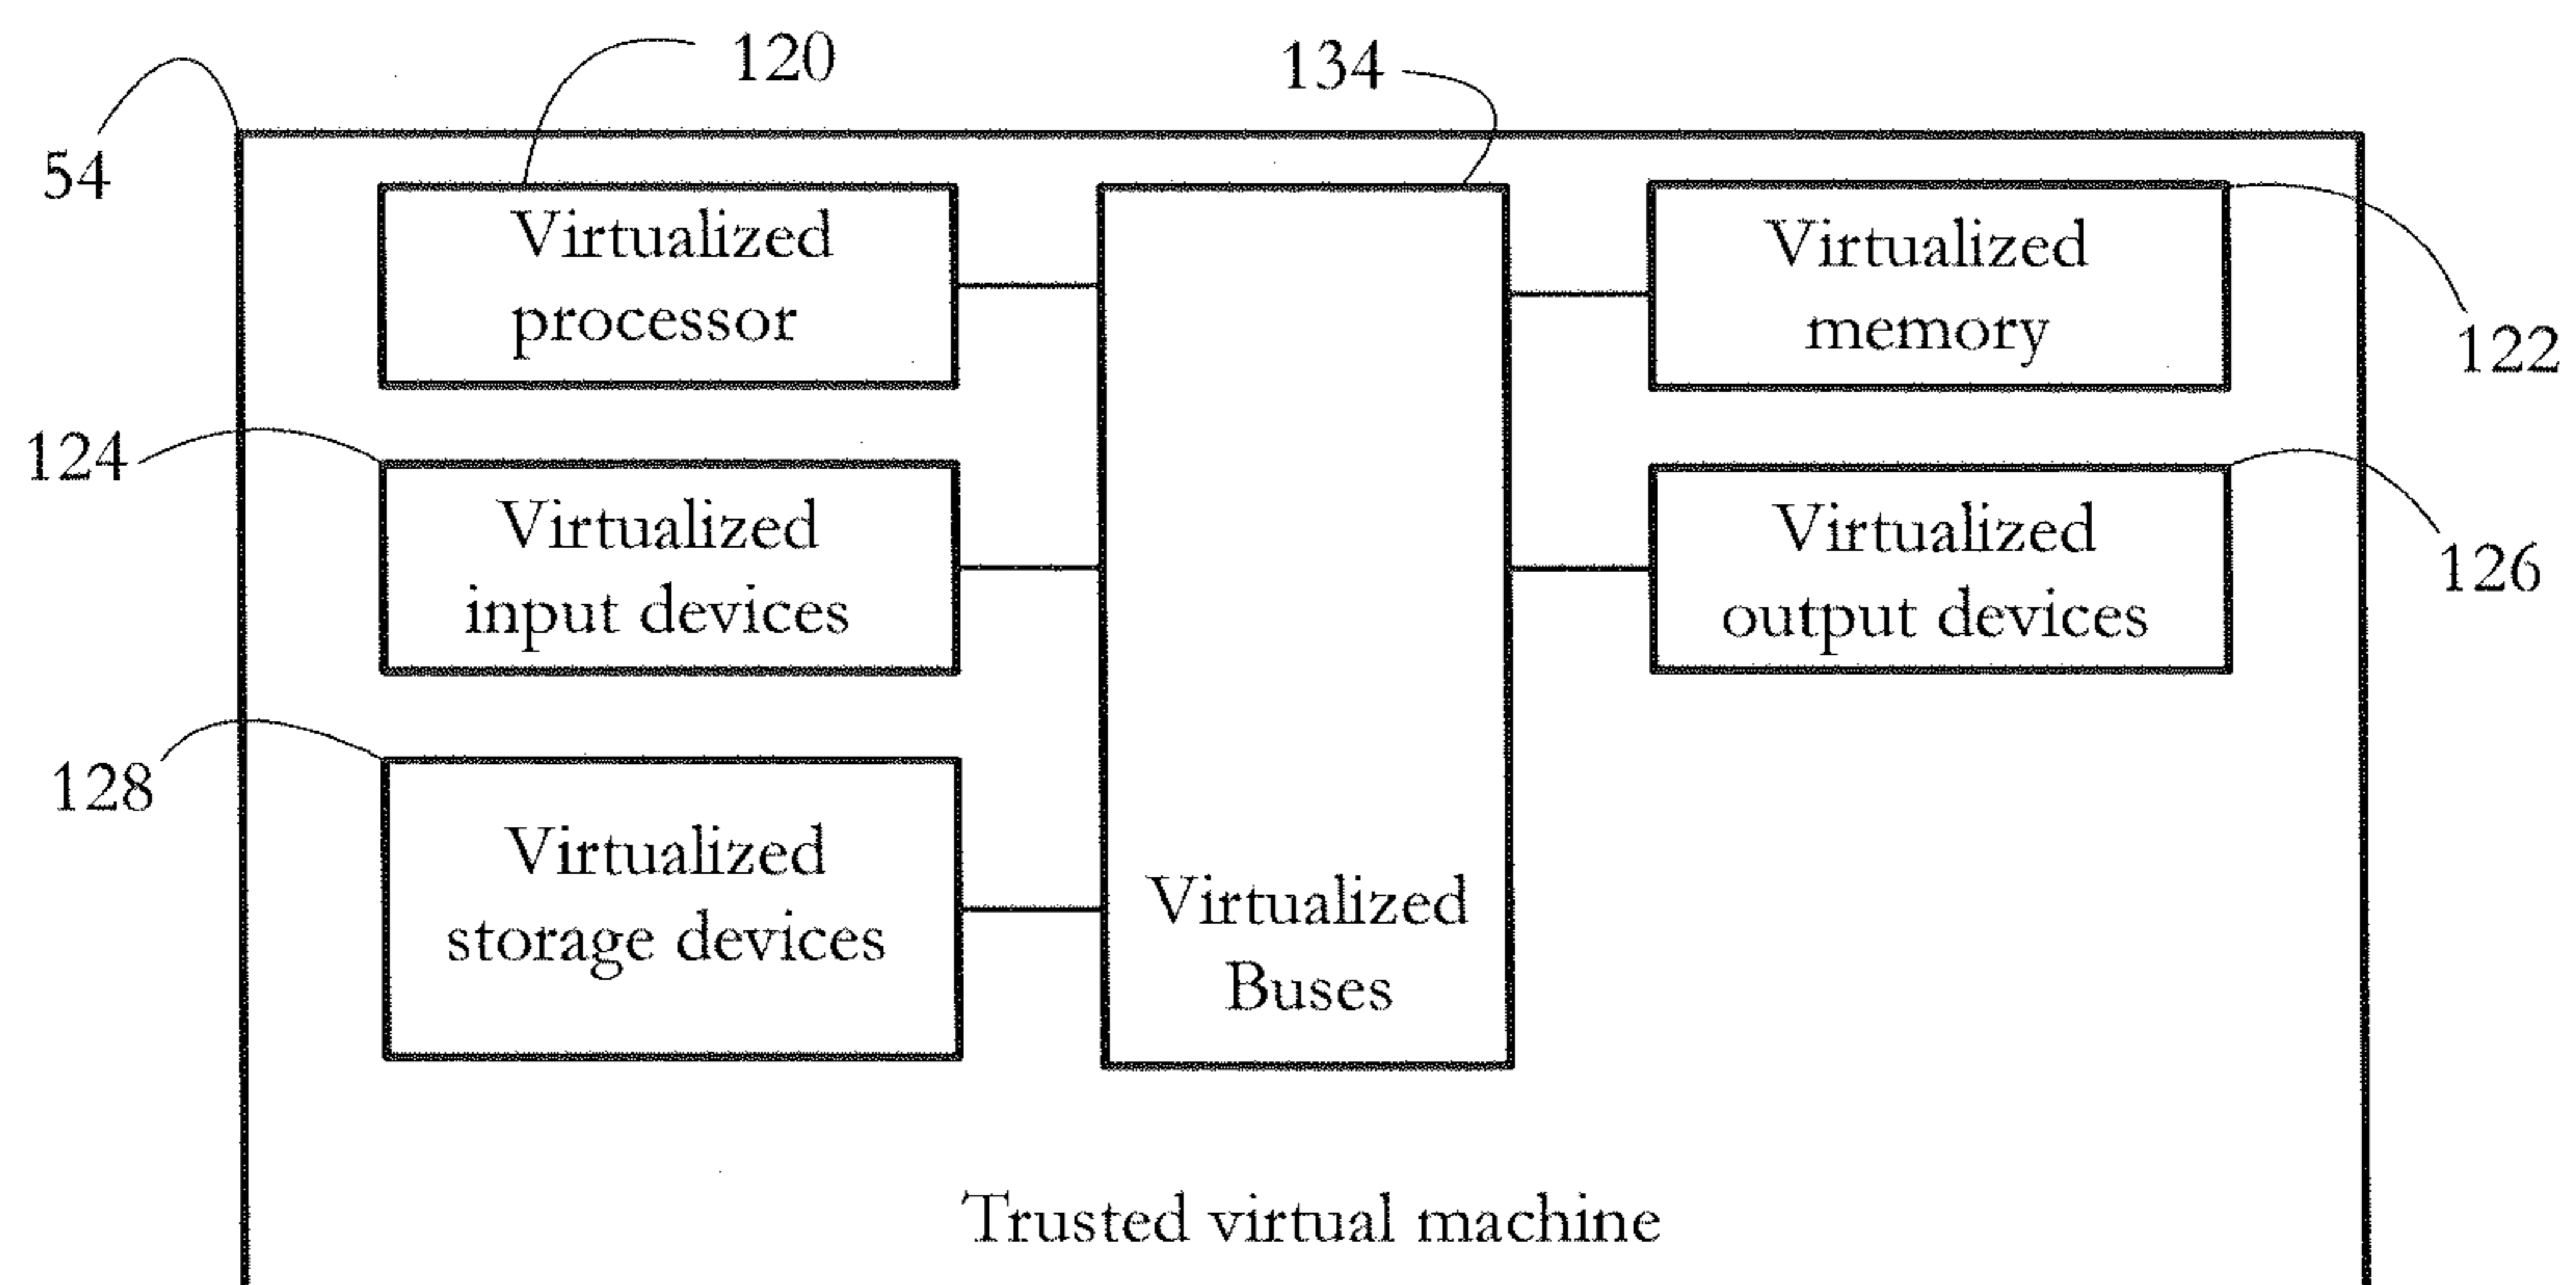 120
134
54
Virtualized
processor
Virtualized
memory
122
124
Virtualized
input devices
Virtualized
output devices
126
128
Virtualized
storage devices
Virtualized
Buses
Trusted virtual machine